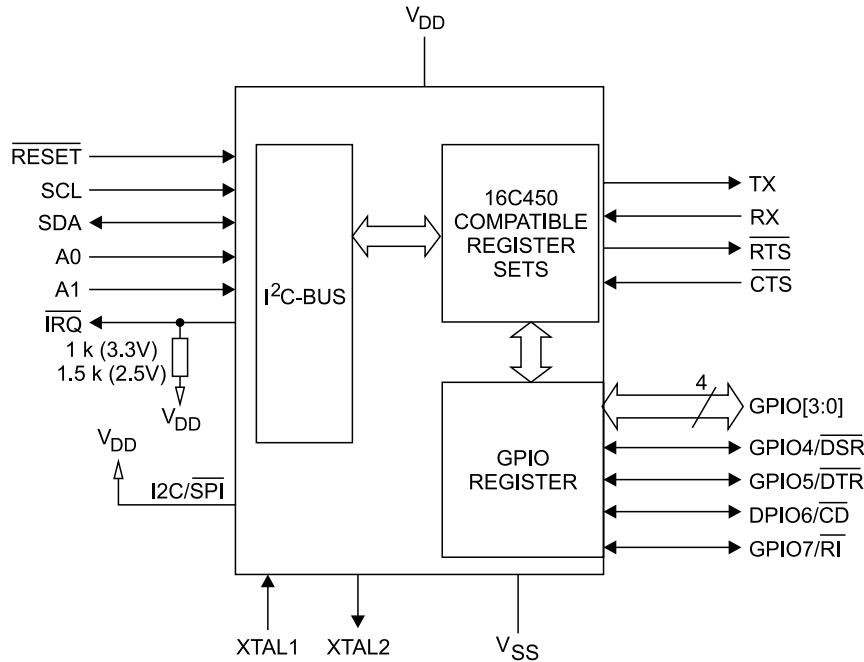 VDD
RESET
SCL
SDA
A0
A1
IRQ
1 k (3.3V)
1.5 k (2.5V)
VDD
VDD
I2C/SPI
I²C-BUS
16C450
COMPATIBLE
REGISTER
SETS
GPIO
REGISTER
TX
RX
RTS
CTS
4
GPIO[3:0]
GPIO4/DSR
GPIO5/DTR
DPIO6/CD
GPIO7/RI
XTAL1
XTAL2
VSS